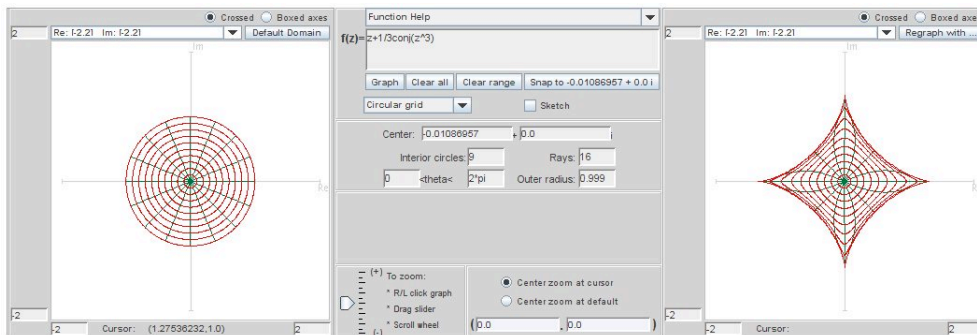 Crossed Boxed axes
2
Re: [-2.2] Im: [-2.2]
Default Domain
Im
Re
-2
-2
Cursor: (1.27536232,1.0)
2
Function Help
f(z)= z+1/3conj(z^3)
Graph Clear all Clear range Snap to -0.01086957 + 0.0 i
Circular grid
Sketch
Center: -0.01086957 + 0.0 i
Interior circles: 9 Rays: 16
0 <theta< 2*pi Outer radius: 0.999
(+) To zoom:
* R/L click graph
* Drag slider
* Scroll wheel
(-)
Center zoom at cursor
Center zoom at default
( 0.0 , 0.0 )
Crossed Boxed axes
2
Re: [-2.2] Im: [-2.2]
Regraph with ...
Im
-2
-2
Cursor:
2